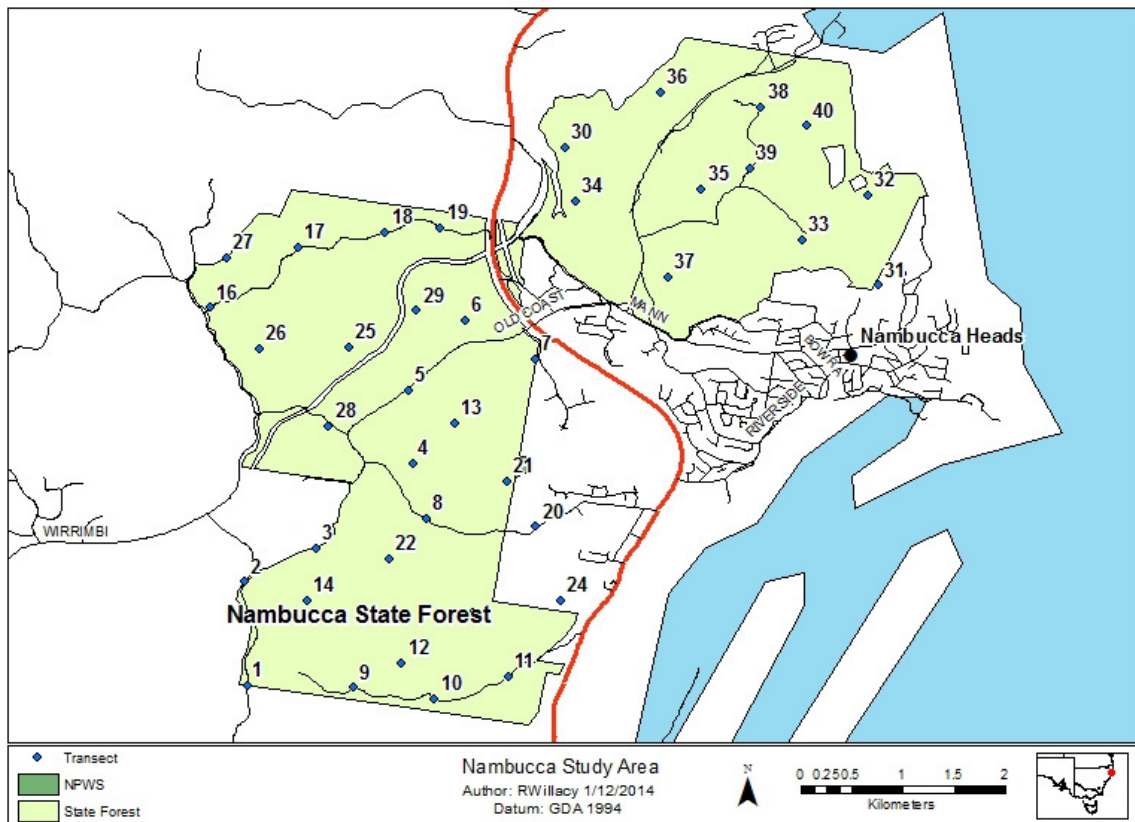 36
38
40
30
39
35
34
32
19
18
17
33
27
37
31
16
29
6
MANN
OLD COAST
26
25
7
BOWRA
Nambucca Heads
5
13
28
RIVERSIDE
4
21
8
20
WIRRIMBI
3
22
2
14
24
Nambucca State Forest
12
11
1
9
10
Transect
NPWS
State Forest
Nambucca Study Area
Author: RWillacy 1/12/2014
Datum: GDA 1994
N
0 0.25 0.5 1 1.5 2
Kilometers